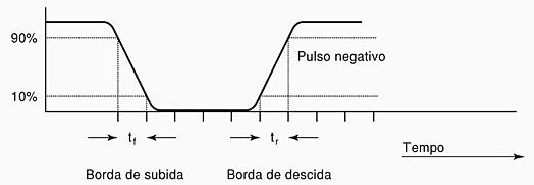 90%
Pulso negativo
10%
tf
tr
Tempo
Borda de subida
Borda de descida